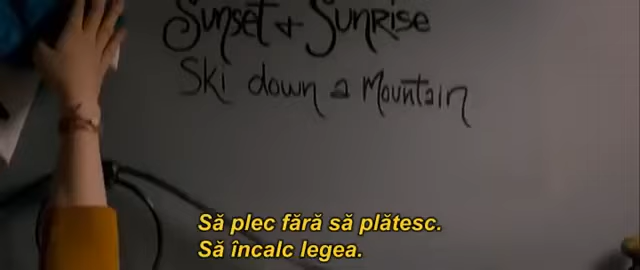 Sunset + Sunrise
Ski down a Mountain
Să plec fără să plătesc.
Să încalc legea.